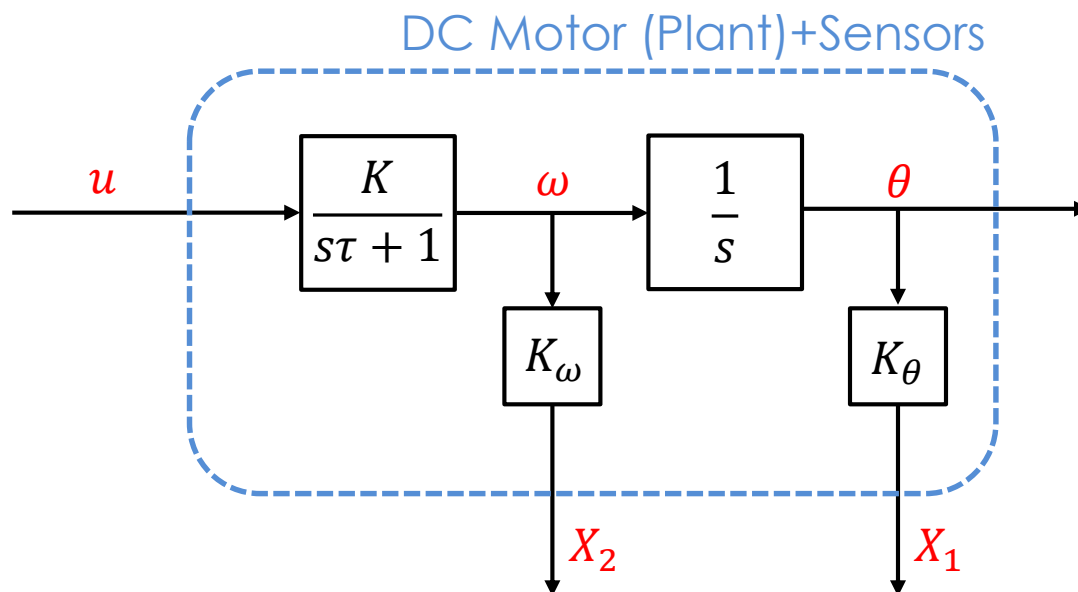 DC Motor (Plant)+Sensors
u
K
sτ + 1
ω
1
s
θ
K_ω
K_θ
X_2
X_1